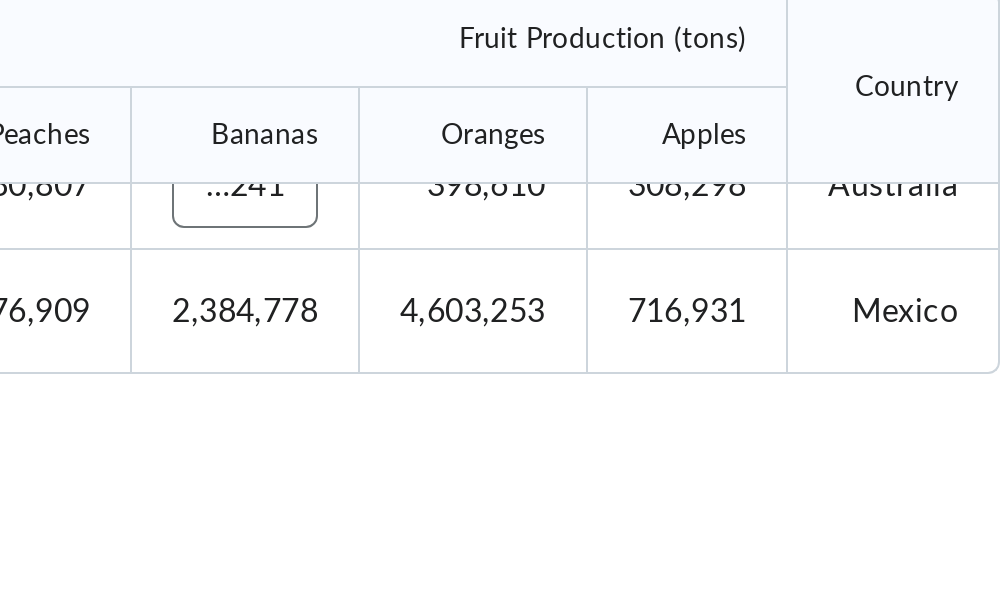 Fruit Production (tons)
Country
Peaches Bananas Oranges Apples
...241 Australia
76,909 2,384,778 4,603,253 716,931 Mexico